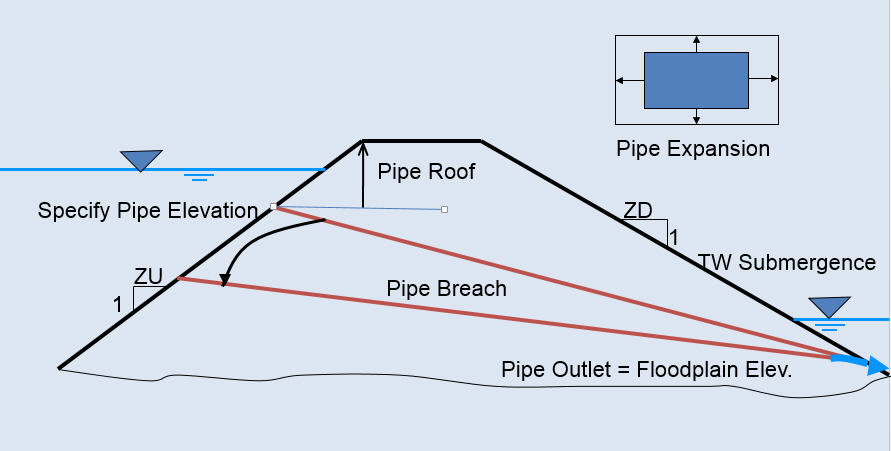 Pipe Expansion
Pipe Roof
Specify Pipe Elevation
ZD
1
TW Submergence
ZU
1
Pipe Breach
Pipe Outlet = Floodplain Elev.